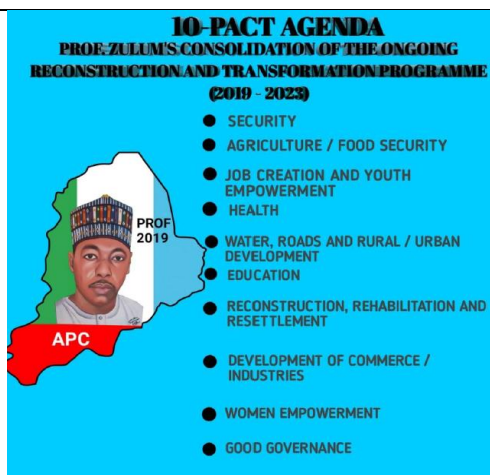 10-PACT AGENDA
PROF. ZULUM'S CONSOLIDATION OF THE ONGOING
RECONSTRUCTION AND TRANSFORMATION PROGRAMME
(2019 - 2023)
● SECURITY
● AGRICULTURE / FOOD SECURITY
● JOB CREATION AND YOUTH
EMPOWERMENT
● HEALTH
● WATER, ROADS AND RURAL / URBAN
DEVELOPMENT
● EDUCATION
● RECONSTRUCTION, REHABILITATION AND
RESETTLEMENT
● DEVELOPMENT OF COMMERCE /
INDUSTRIES
● WOMEN EMPOWERMENT
● GOOD GOVERNANCE
PROF
2019
APC